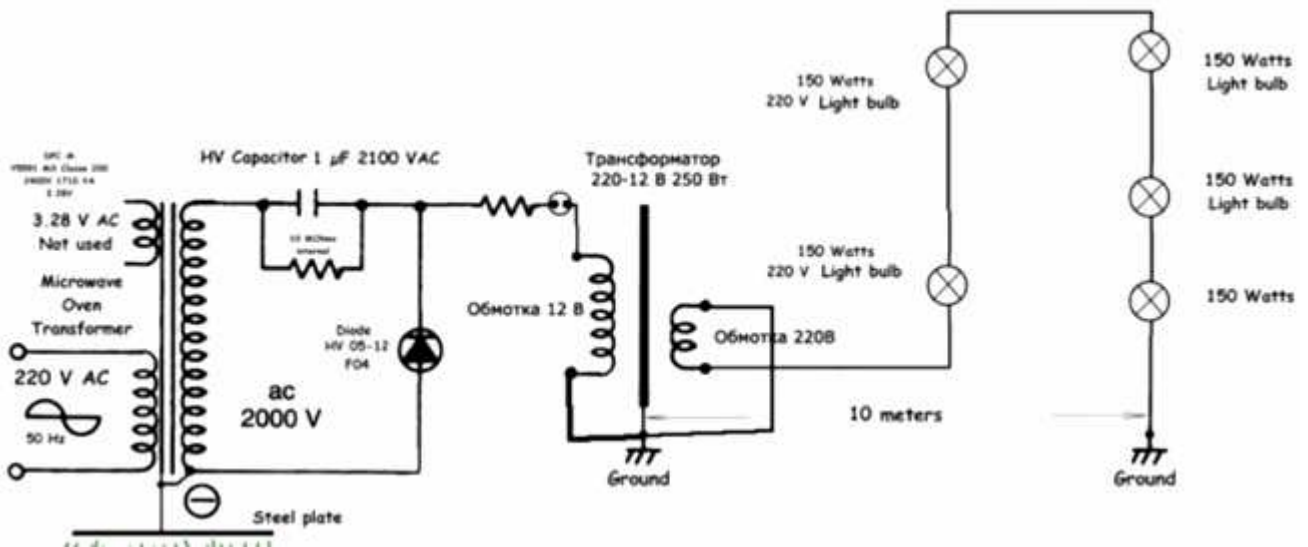 HV Capacitor 1 µF 2100 VAC
3.28 V AC
Not used
Microwave
Oven
Transformer
220 V AC
50 Hz
ac
2000 V
Diode
HV 05-12
F04
Steel plate
Трансформатор
220-12 В 250 Вт
Обмотка 12 В
Обмотка 220В
Ground
10 meters
150 Watts
220 V Light bulb
150 Watts
220 V Light bulb
150 Watts
Light bulb
150 Watts
Light bulb
150 Watts
Ground